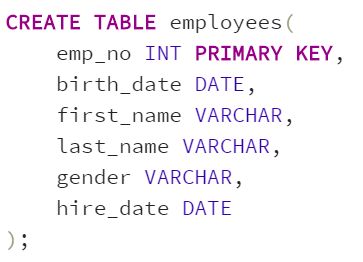 CREATE TABLE employees(
    emp_no INT PRIMARY KEY,
    birth_date DATE,
    first_name VARCHAR,
    last_name VARCHAR,
    gender VARCHAR,
    hire_date DATE
);